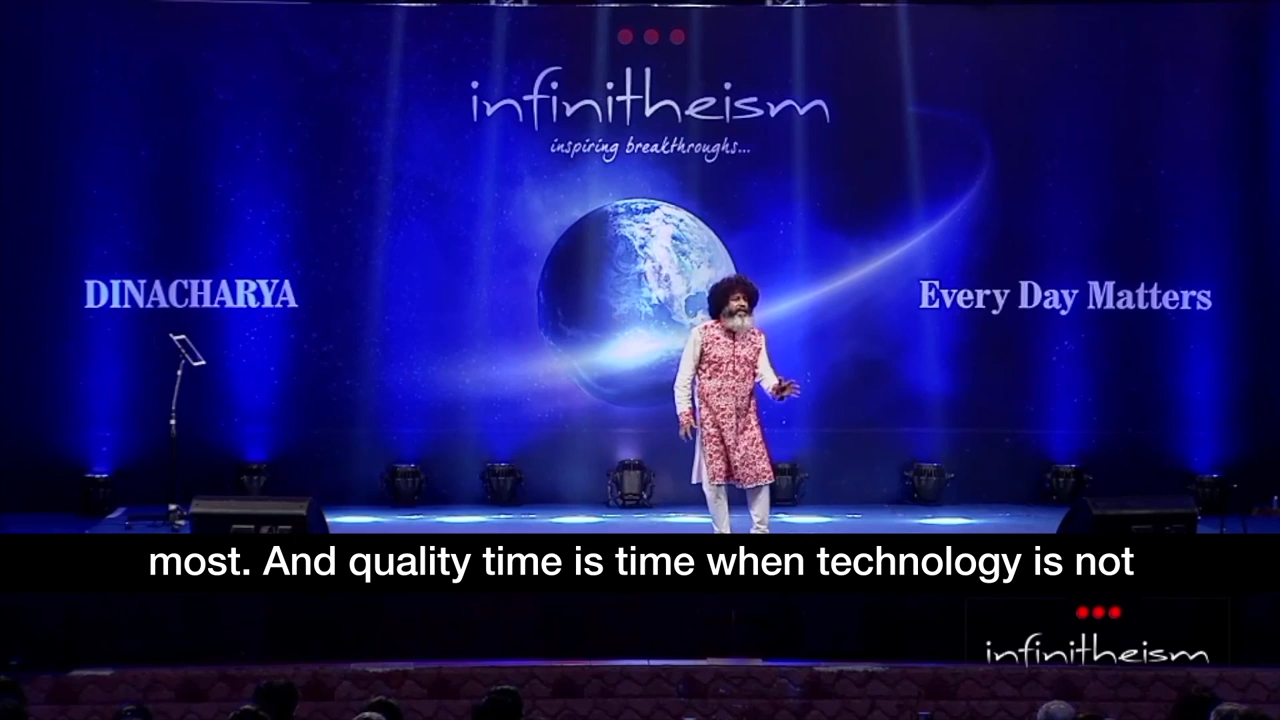 infinitheism
inspiring breakthroughs...
DINACHARYA
Every Day Matters
most. And quality time is time when technology is not
infinitheism